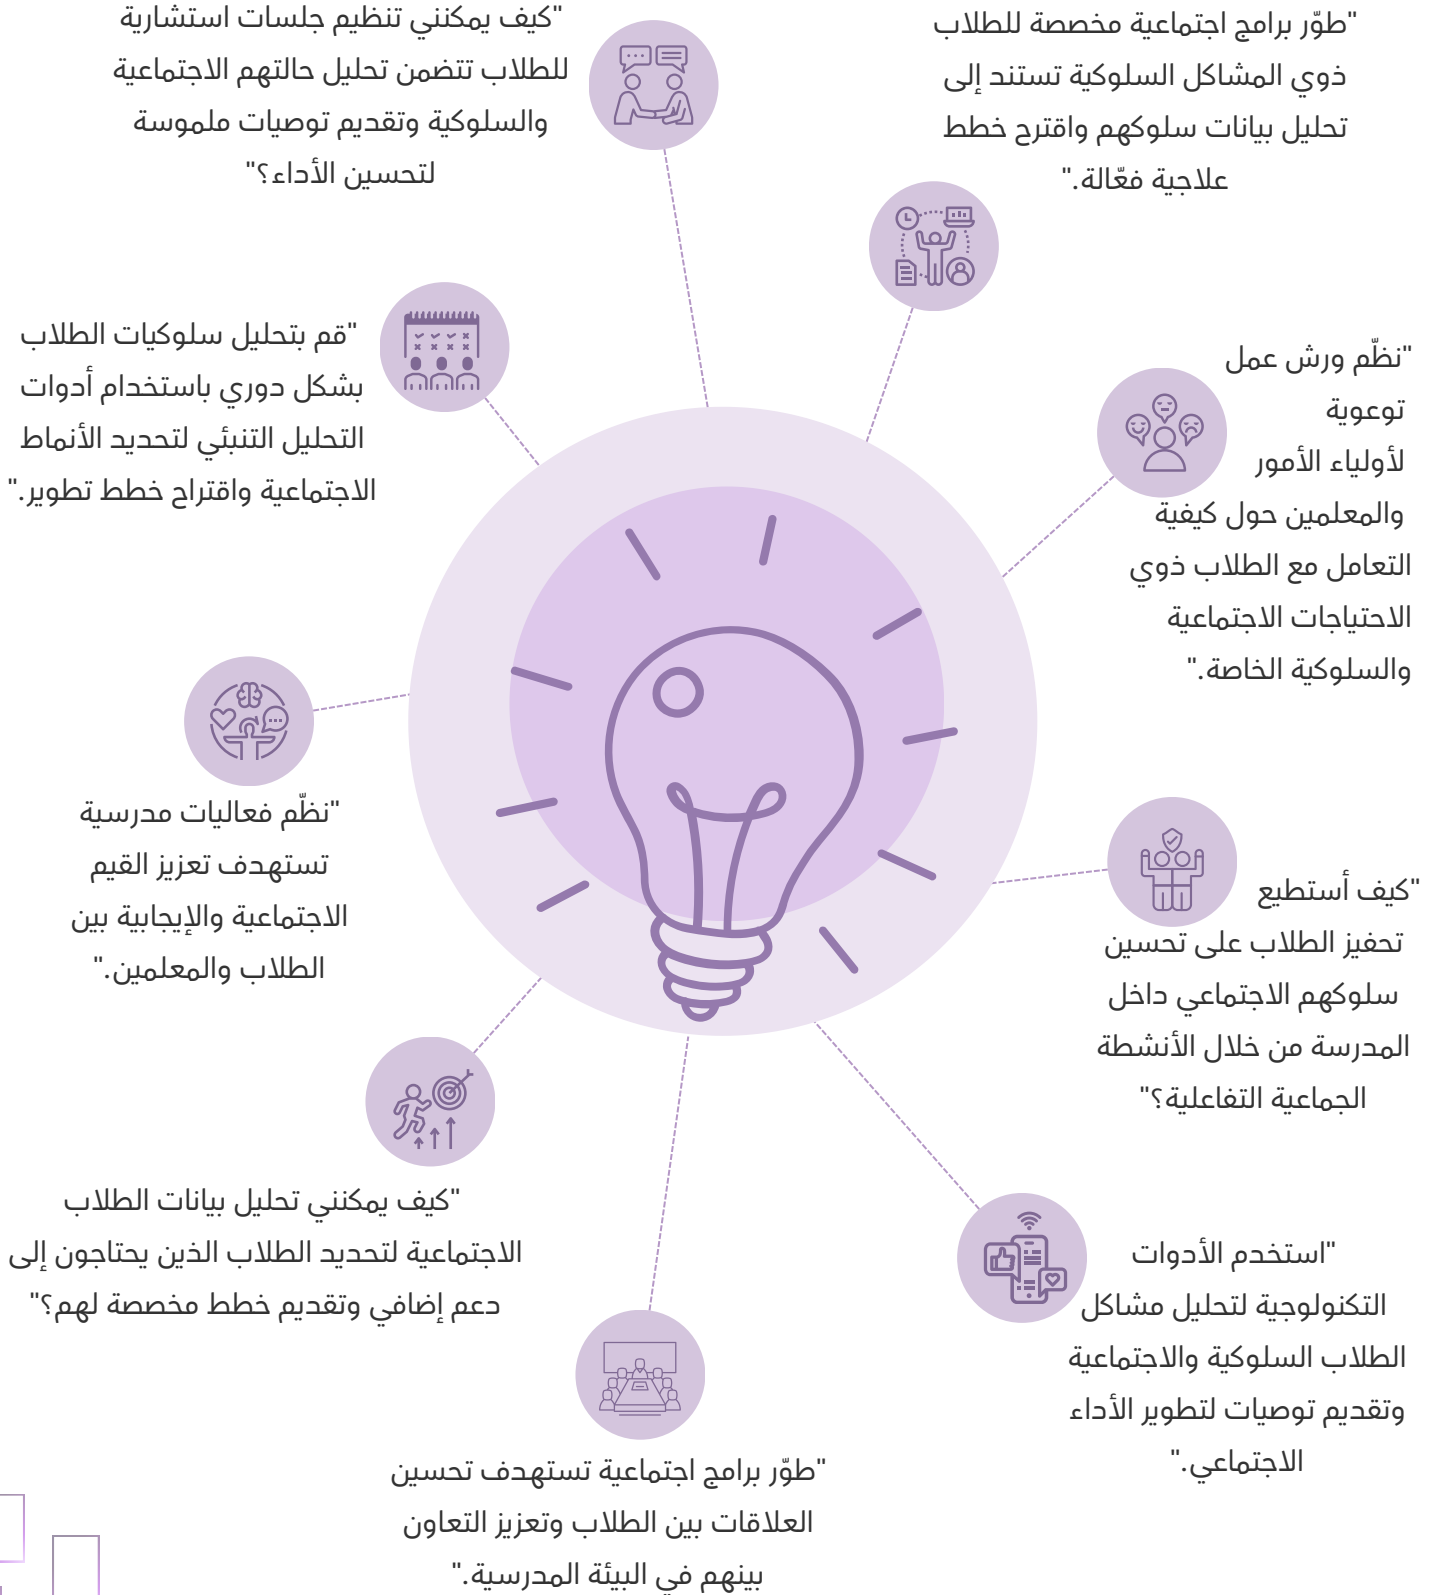 "طوّر برامج اجتماعية مخصصة للطلاب
ذوي المشاكل السلوكية تستند إلى
تحليل بيانات سلوكهم واقترح خطط
علاجية فعّالة."
"كيف يمكنني تنظيم جلسات استشارية
للطلاب تتضمن تحليل حالتهم الاجتماعية
والسلوكية وتقديم توصيات ملموسة
لتحسين الأداء؟"
"نظّم ورش عمل
توعوية
لأولياء الأمور
والمعلمين حول كيفية
التعامل مع الطلاب ذوي
الاحتياجات الاجتماعية
والسلوكية الخاصة."
"قم بتحليل سلوكيات الطلاب
بشكل دوري باستخدام أدوات
التحليل التنبئي لتحديد الأنماط
الاجتماعية واقتراح خطط تطوير."
"كيف أستطيع
تحفيز الطلاب على تحسين
سلوكهم الاجتماعي داخل
المدرسة من خلال الأنشطة
الجماعية التفاعلية؟"
"نظّم فعاليات مدرسية
تستهدف تعزيز القيم
الاجتماعية والإيجابية بين
الطلاب والمعلمين."
"استخدم الأدوات
التكنولوجية لتحليل مشاكل
الطلاب السلوكية والاجتماعية
وتقديم توصيات لتطوير الأداء
الاجتماعي."
"كيف يمكنني تحليل بيانات الطلاب
الاجتماعية لتحديد الطلاب الذين يحتاجون إلى
دعم إضافي وتقديم خطط مخصصة لهم؟"
"طوّر برامج اجتماعية تستهدف تحسين
العلاقات بين الطلاب وتعزيز التعاون
بينهم في البيئة المدرسية."